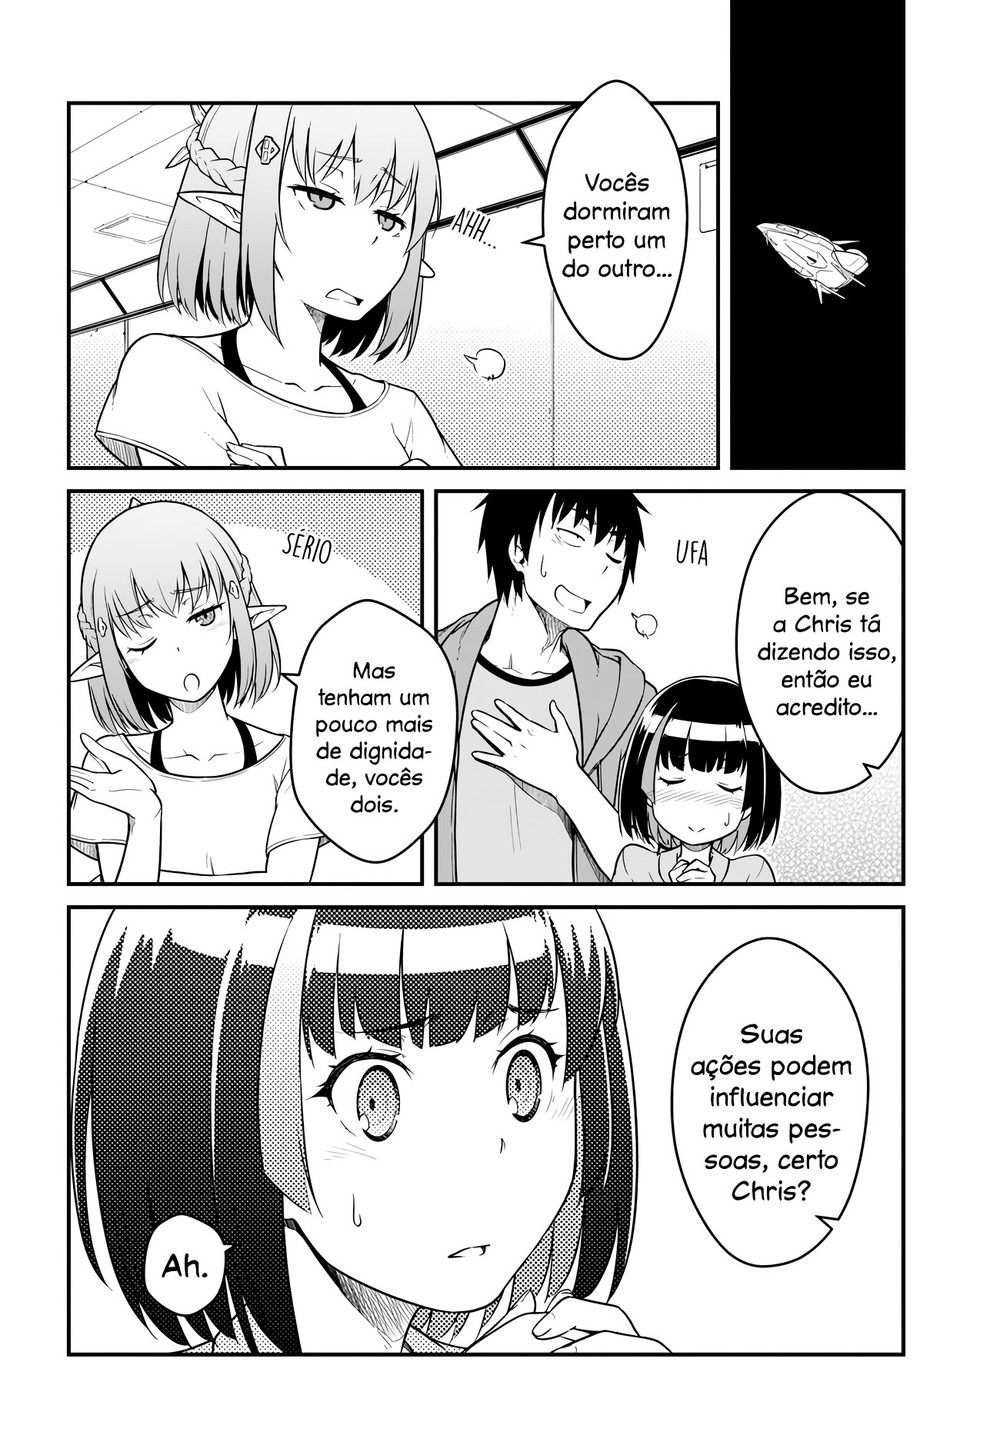 Vocês
dormiram
perto um
do outro...
AHH...
Bem, se
a Chris tá
dizendo isso,
então eu
acredito...
UFA
SÉRIO
Mas
tenham um
pouco mais
de dignida-
de, vocês
dois.
Suas
ações podem
influenciar
muitas pes-
soas, certo
Chris?
Ah.